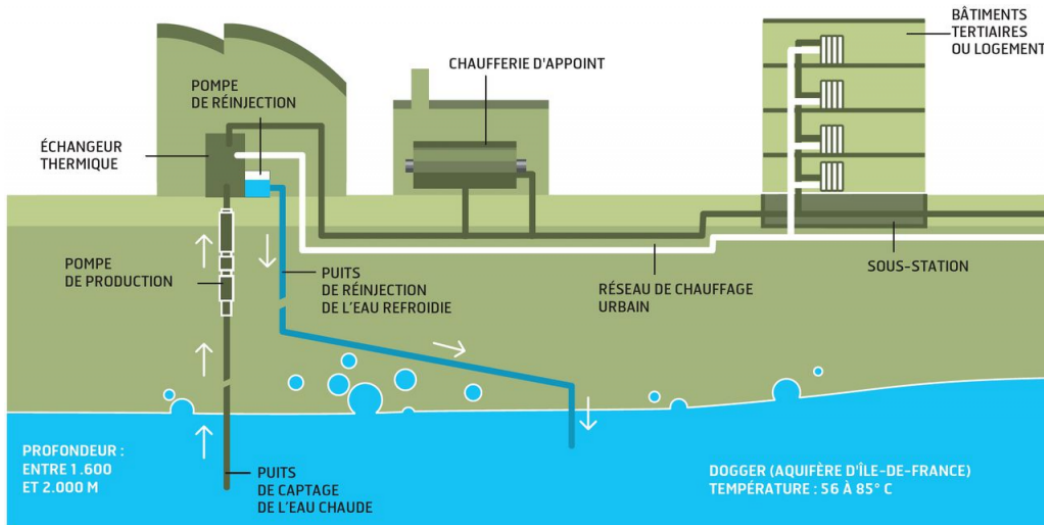 BÂTIMENTS
TERTIAIRES
OU LOGEMENT
CHAUFFERIE D'APPOINT
POMPE
DE RÉINJECTION
ÉCHANGEUR
THERMIQUE
POMPE
DE PRODUCTION
PUITS
DE RÉINJECTION
DE L'EAU REFROIDIE
RÉSEAU DE CHAUFFAGE
URBAIN
SOUS-STATION
PROFONDEUR :
ENTRE 1.600
ET 2.000 M
PUITS
DE CAPTAGE
DE L'EAU CHAUDE
DOGGER (AQUIFÈRE D'ÎLE-DE-FRANCE)
TEMPÉRATURE : 56 À 85° C